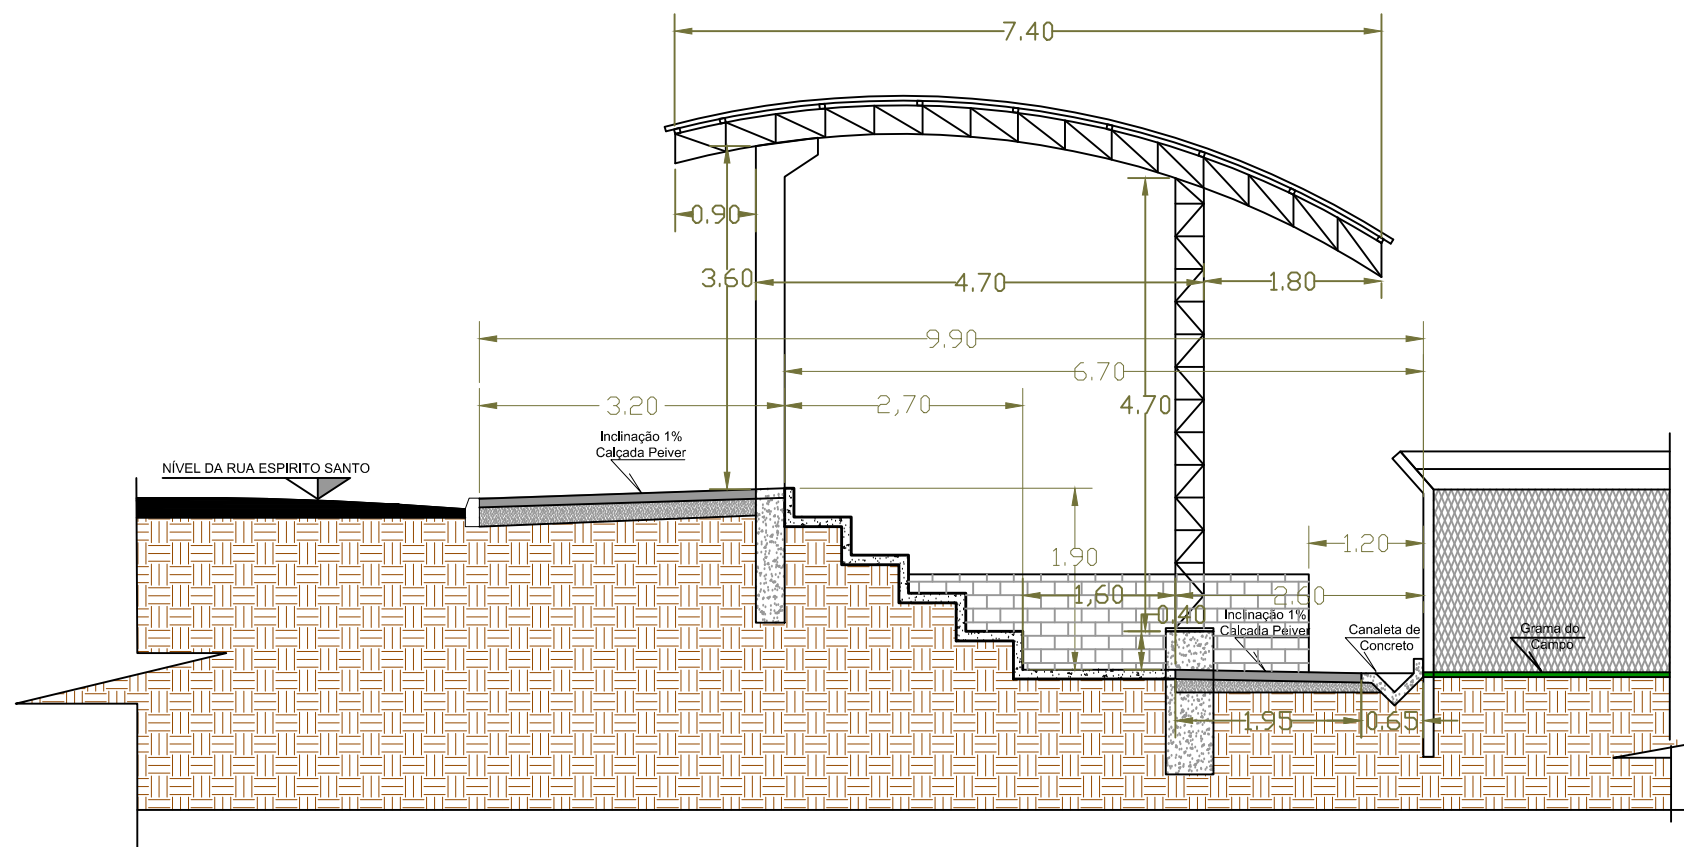 7.40
0.90
3.60
4.70
1.80
9.90
6.70
3.20
2,70
4.70
Inclinação 1%
Calçada Peiver
NÍVEL DA RUA ESPIRITO SANTO
1.90
1.20
1,60
2.60
0.40
Inclinação 1%
Calçada Peiver
Canaleta de
Concreto
Grama do
Campo
1.95
0.65